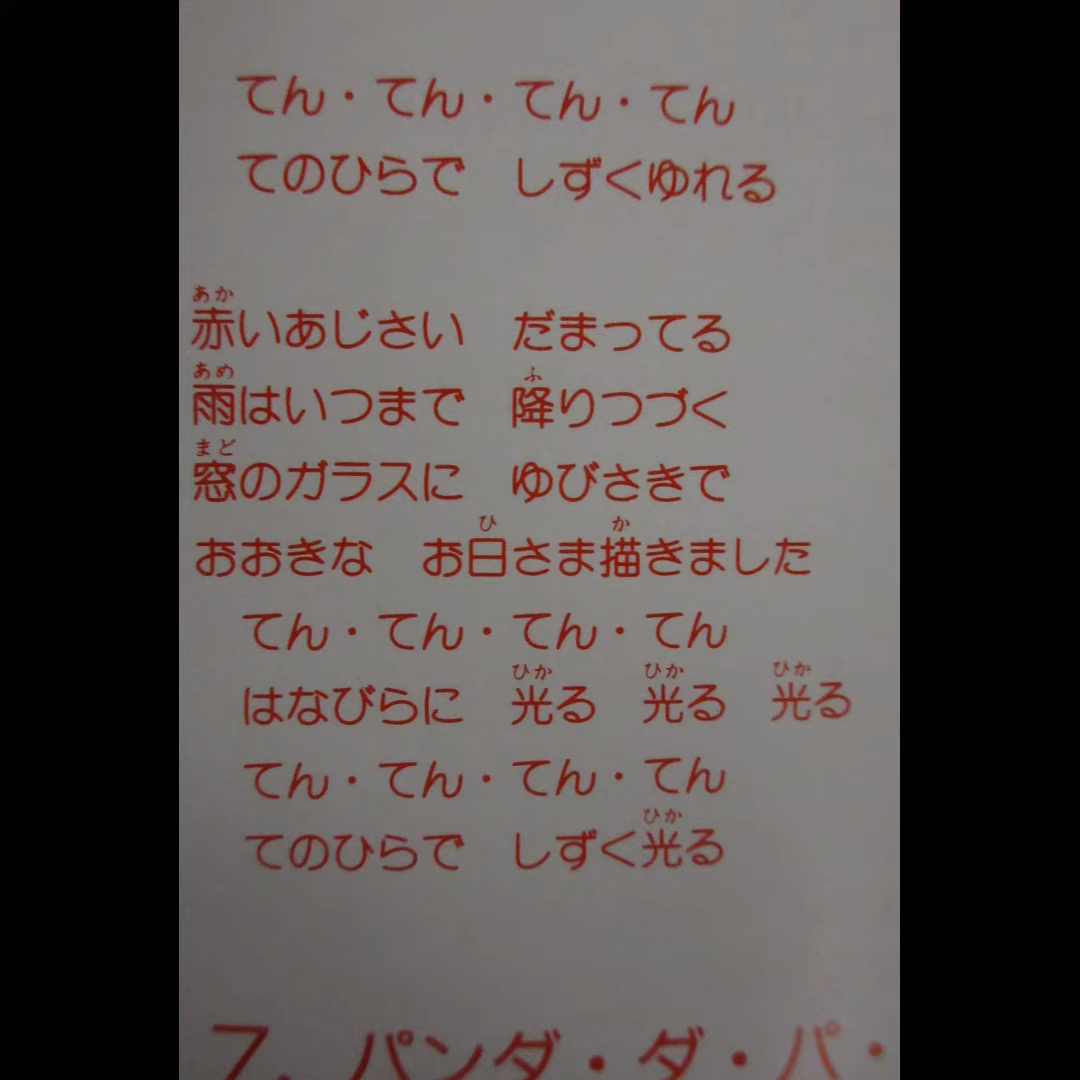 てん・てん・てん・てん
てのひらで　しずくゆれる
赤いあじさい　だまってる
雨はいつまで　降りつづく
窓のガラスに　ゆびさきで
おおきな　お日さま描きました
てん・てん・てん・てん
はなびらに　光る　光る　光る
てん・てん・てん・てん
てのひらで　しずく光る
7. パンダ・ダ・パ・